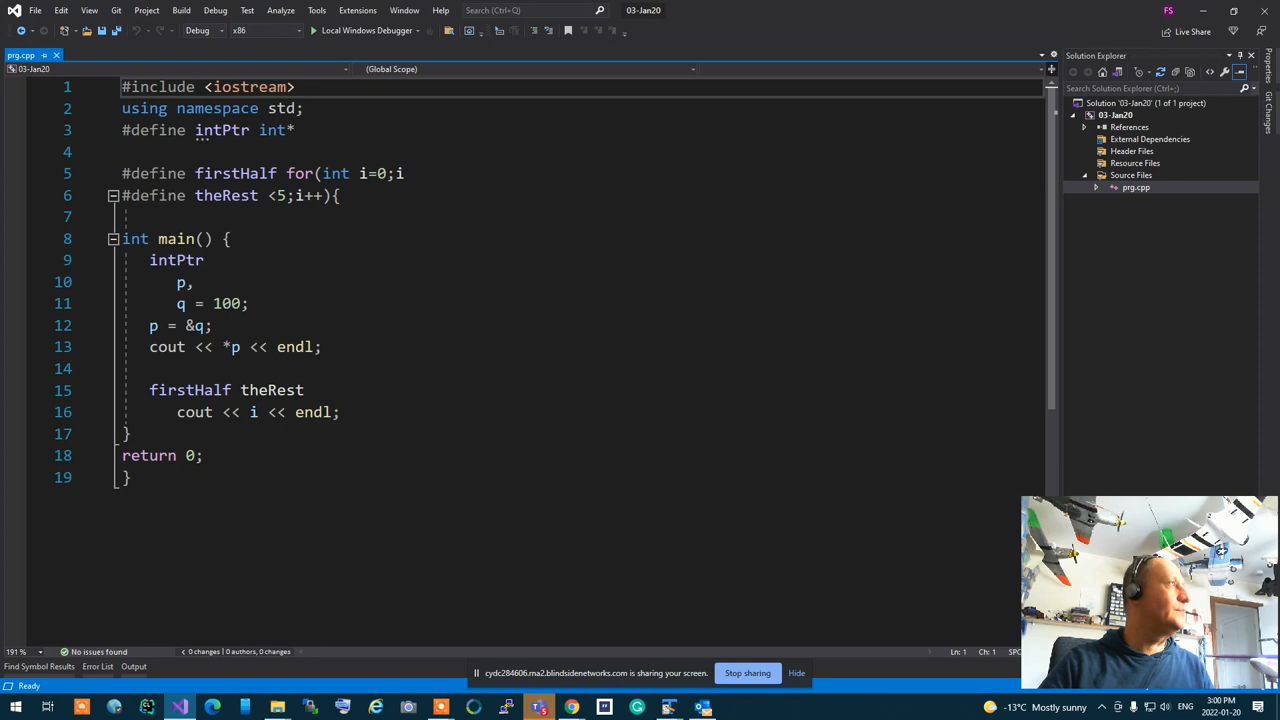 File Edit View Git Project Build Debug Test Analyze Tools Extensions Window Help Search (Ctrl+Q) 03-Jan20 FS
Debug x86 Local Windows Debugger Live Share
prg.cpp
03-Jan20 (Global Scope)
1 #include <iostream>
2 using namespace std;
3 #define intPtr int*
4
5 #define firstHalf for(int i=0;i
6 #define theRest <5;i++){
7
8 int main() {
9 intPtr
10 p,
11 q = 100;
12 p = &q;
13 cout << *p << endl;
14
15 firstHalf theRest
16 cout << i << endl;
17 }
18 return 0;
19 }
Solution Explorer
Search Solution Explorer (Ctrl+;)
Solution '03-Jan20' (1 of 1 project)
03-Jan20
References
External Dependencies
Header Files
Resource Files
Source Files
prg.cpp
Properties
Git Changes
191 % No issues found 0 changes | 0 authors, 0 changes Ln: 1 Ch: 1 SPC
Find Symbol Results Error List Output
cydc284606.ma2.blindsidenetworks.com is sharing your screen. Stop sharing Hide
Ready
-13°C Mostly sunny ENG 3:00 PM
2022-01-20